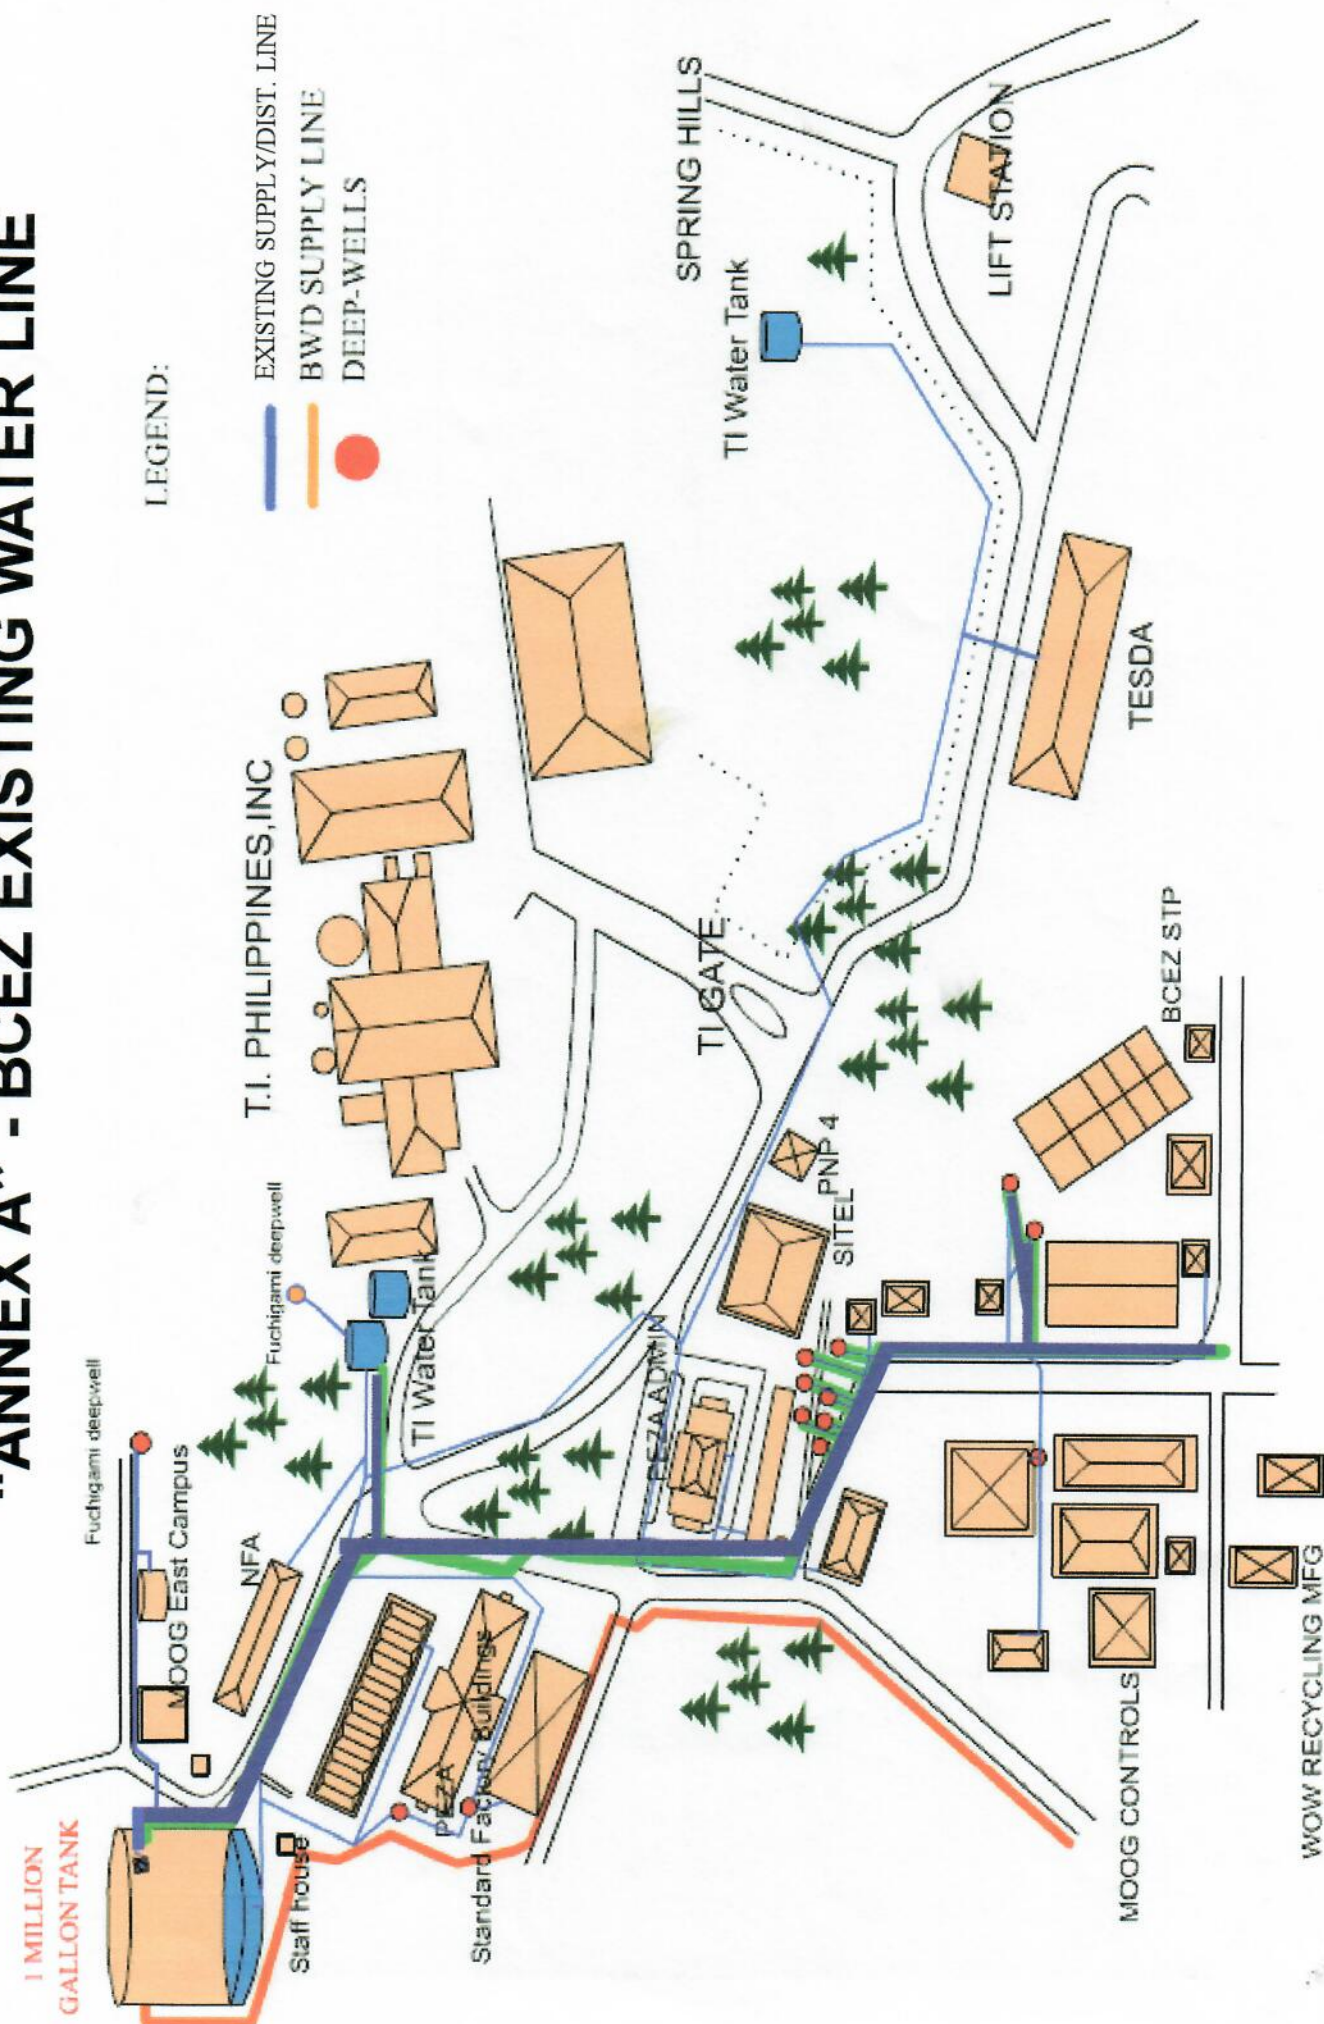 "ANNEX A" - BCEZ EXISTING WATER LINE
LEGEND:
EXISTING SUPPLY/DIST. LINE
BWD SUPPLY LINE
DEEP-WELLS
1 MILLION
GALLON TANK
Fuchigami deepwell
MOOG East Campus
NFA
Fuchigami deepwell
T.I. PHILIPPINES,INC
TI Water Tank
Staff house
PEZA
Standard Factory Buildings
PEZA ADMIN
TI GATE
SPRING HILLS
TI Water Tank
LIFT STATION
PNP 4
SITEL
TESDA
BCEZ STP
MOOG CONTROLS
WOW RECYCLING MFG